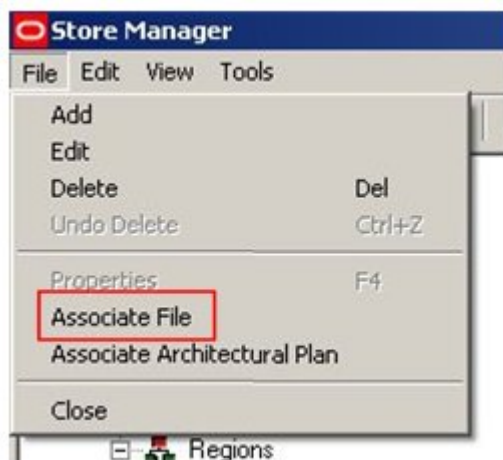 Store Manager
File Edit View Tools
Add
Edit
Delete Del
Undo Delete Ctrl+Z
Properties F4
Associate File
Associate Architectural Plan
Close
Regions